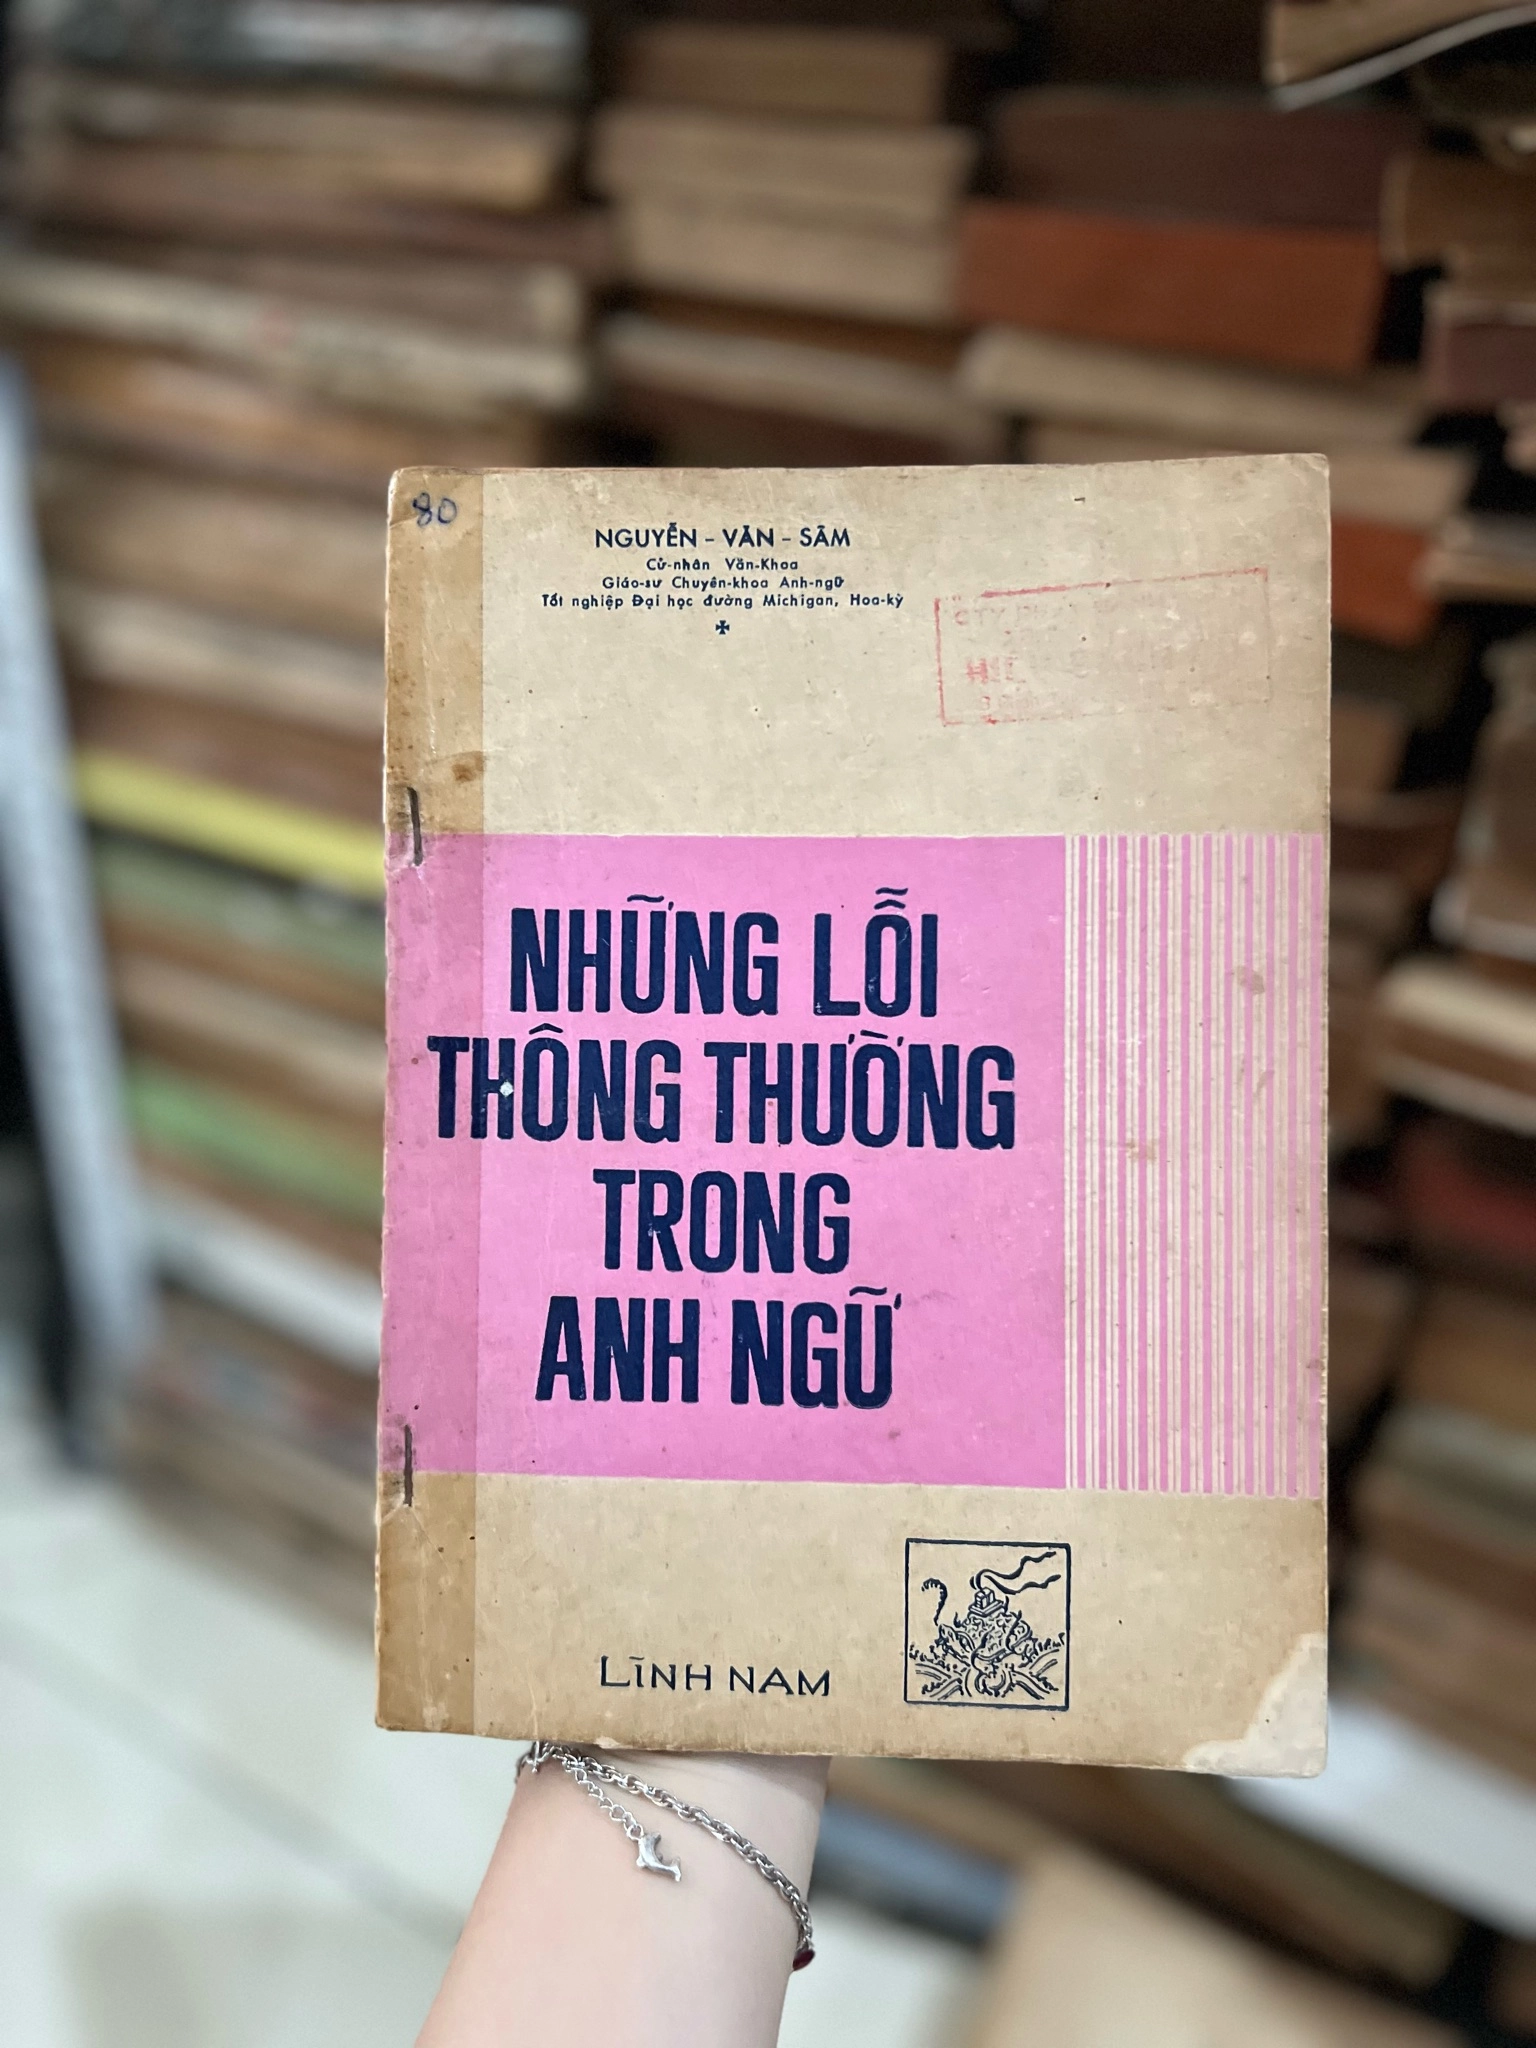 80
NGUYỄN - VĂN - SÂM
Cử-nhân Văn-Khoa
Giáo-sư Chuyên-khoa Anh-ngữ
Tốt nghiệp Đại học đường Michigan, Hoa-kỳ
NHỮNG LỖI
THÔNG THƯỜNG
TRONG
ANH NGỮ
LĨNH NAM